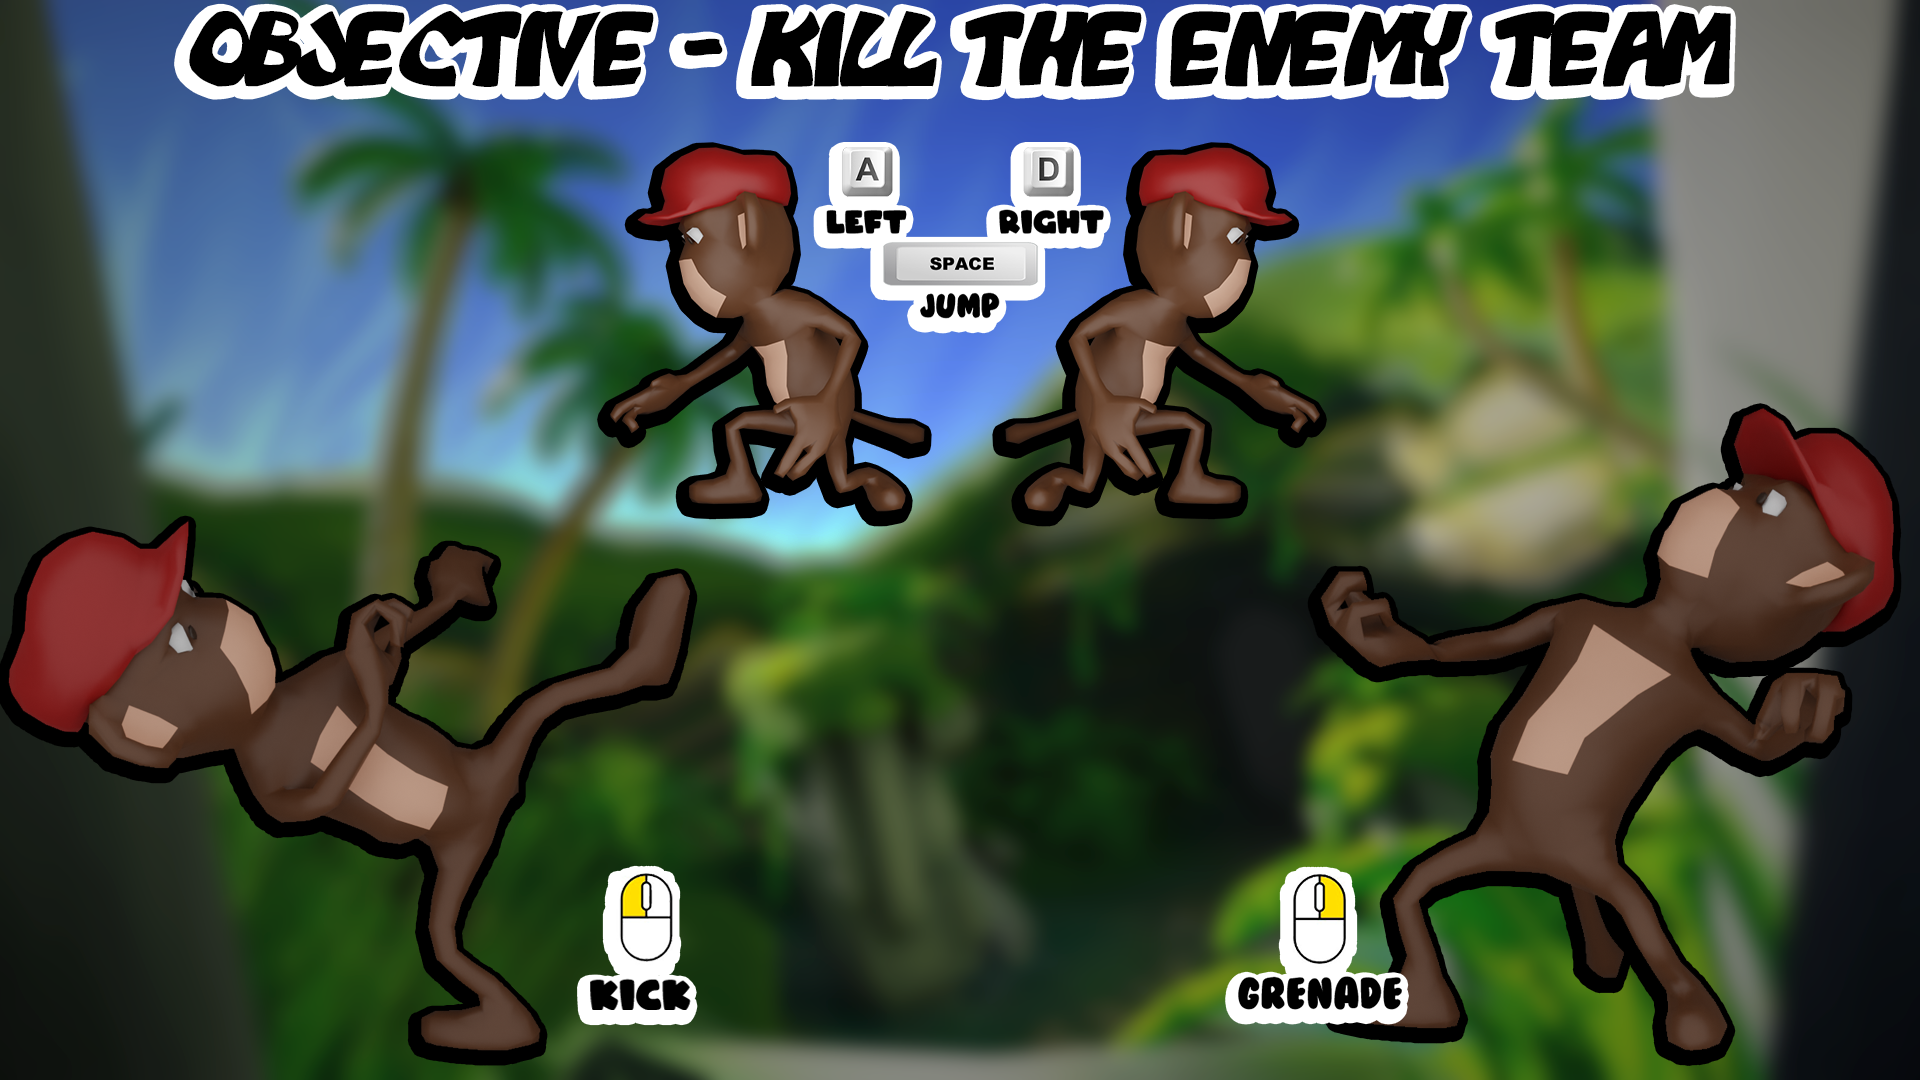 OBJECTIVE - KILL THE ENEMY TEAM
A
D
LEFT
RIGHT
SPACE
JUMP
KICK
GRENADE